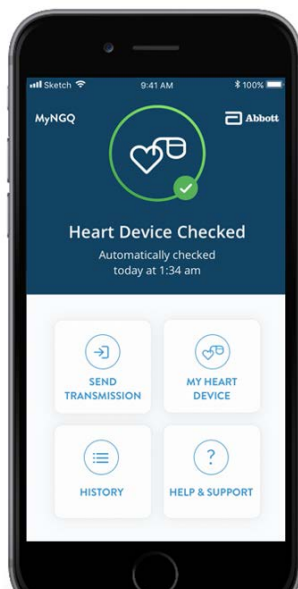 Sketch 9:41 AM 100%
MyNGQ Abbott
Heart Device Checked
Automatically checked
today at 1:34 am
SEND
TRANSMISSION
MY HEART
DEVICE
HISTORY
HELP & SUPPORT